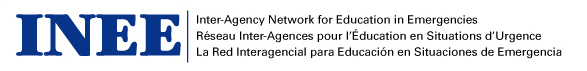 INEE
Inter-Agency Network for Education in Emergencies
Réseau Inter-Agences pour l'Éducation en Situations d'Urgence
La Red Interagencial para Educación en Situaciones de Emergencia